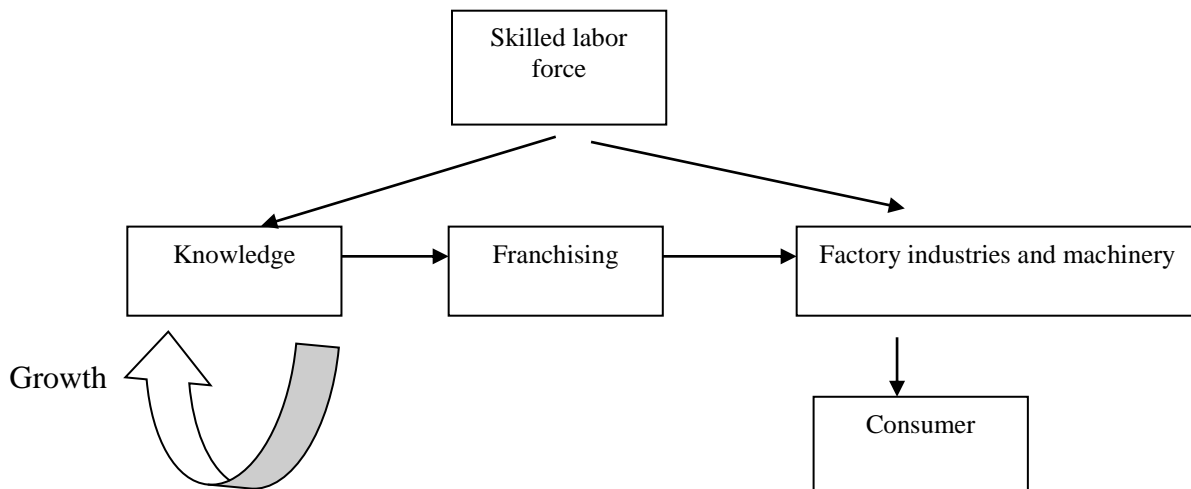 Skilled labor
force
Knowledge
Franchising
Factory industries and machinery
Growth
Consumer